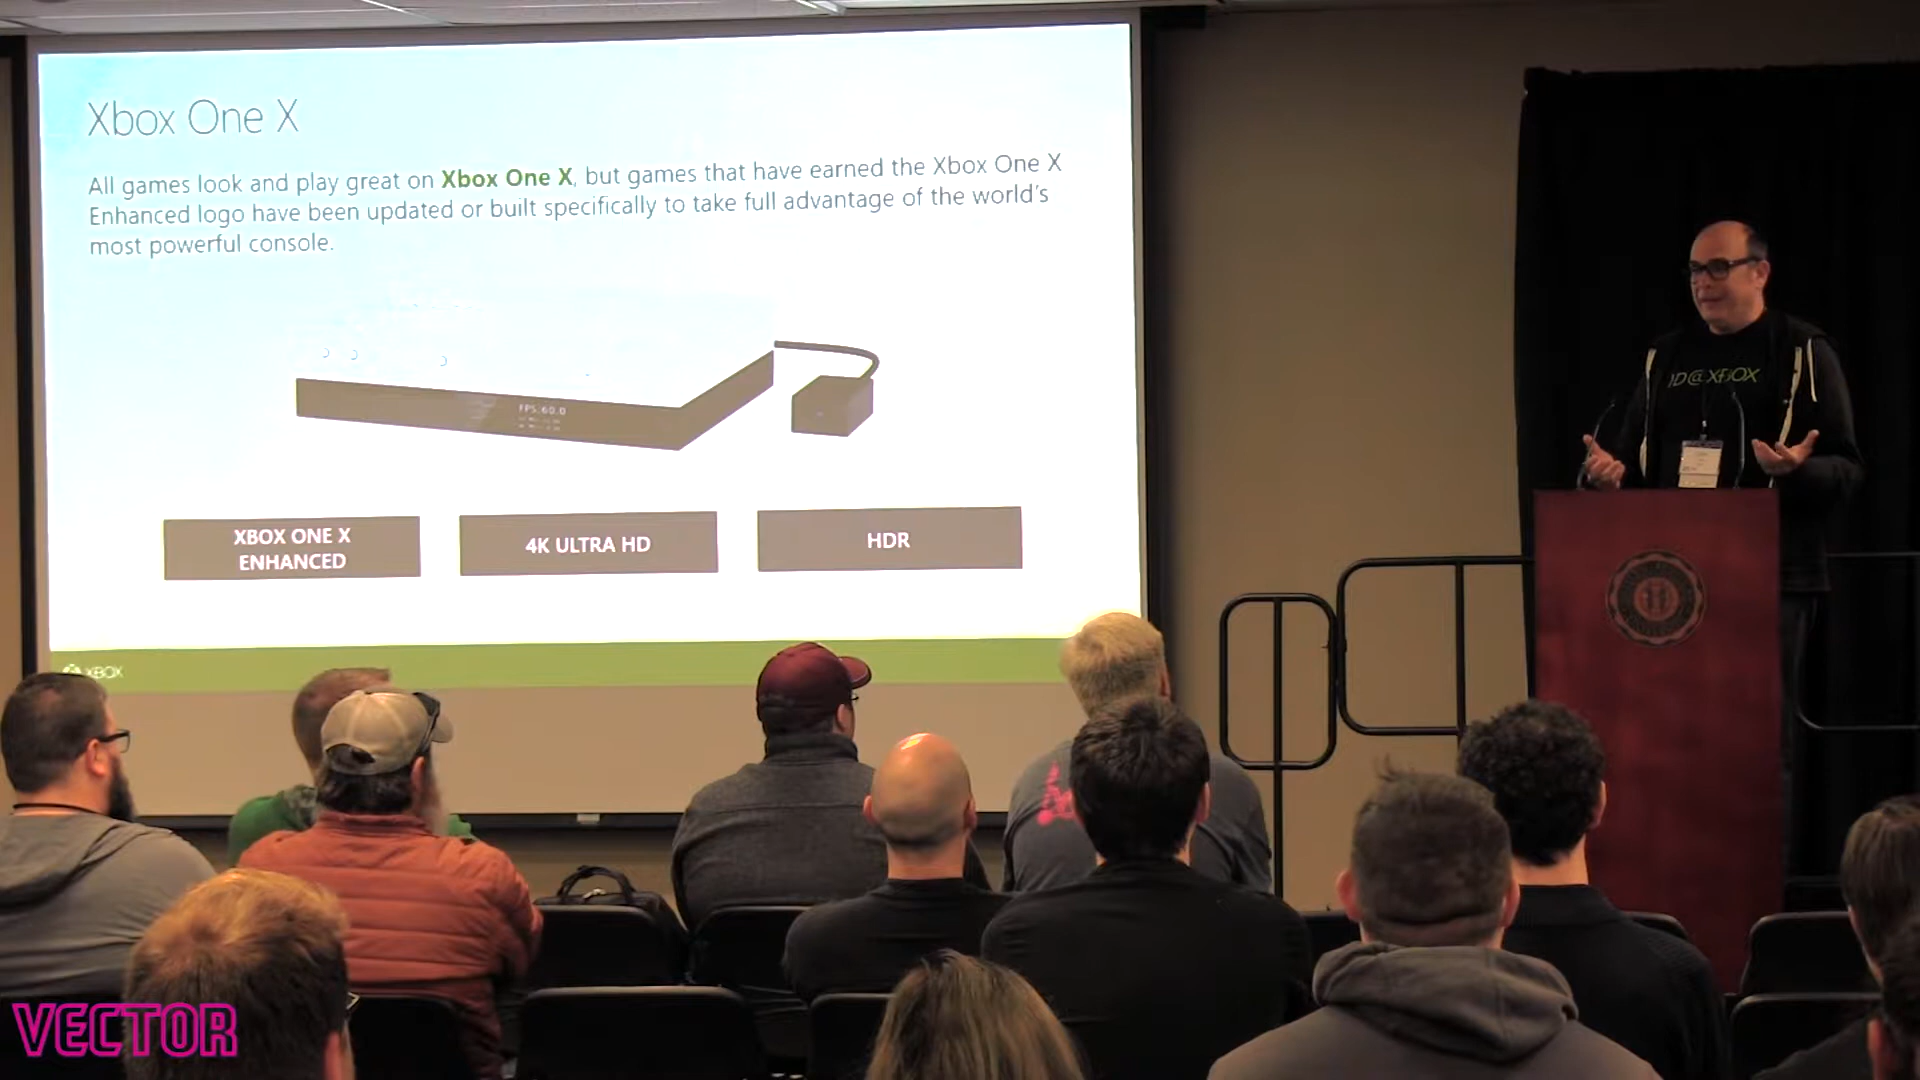 Xbox One X
All games look and play great on Xbox One X, but games that have earned the Xbox One X
Enhanced logo have been updated or built specifically to take full advantage of the world's
most powerful console.
FPS:60.0
XBOX ONE X
ENHANCED
4K ULTRA HD
HDR
XBOX
ID@XBOX
VECTOR